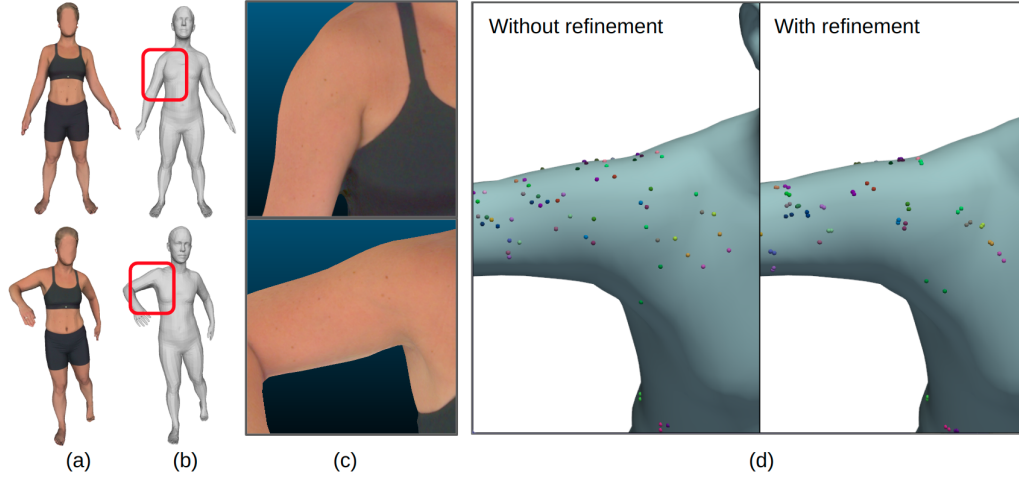 Without refinement
With refinement
(a)
(b)
(c)
(d)